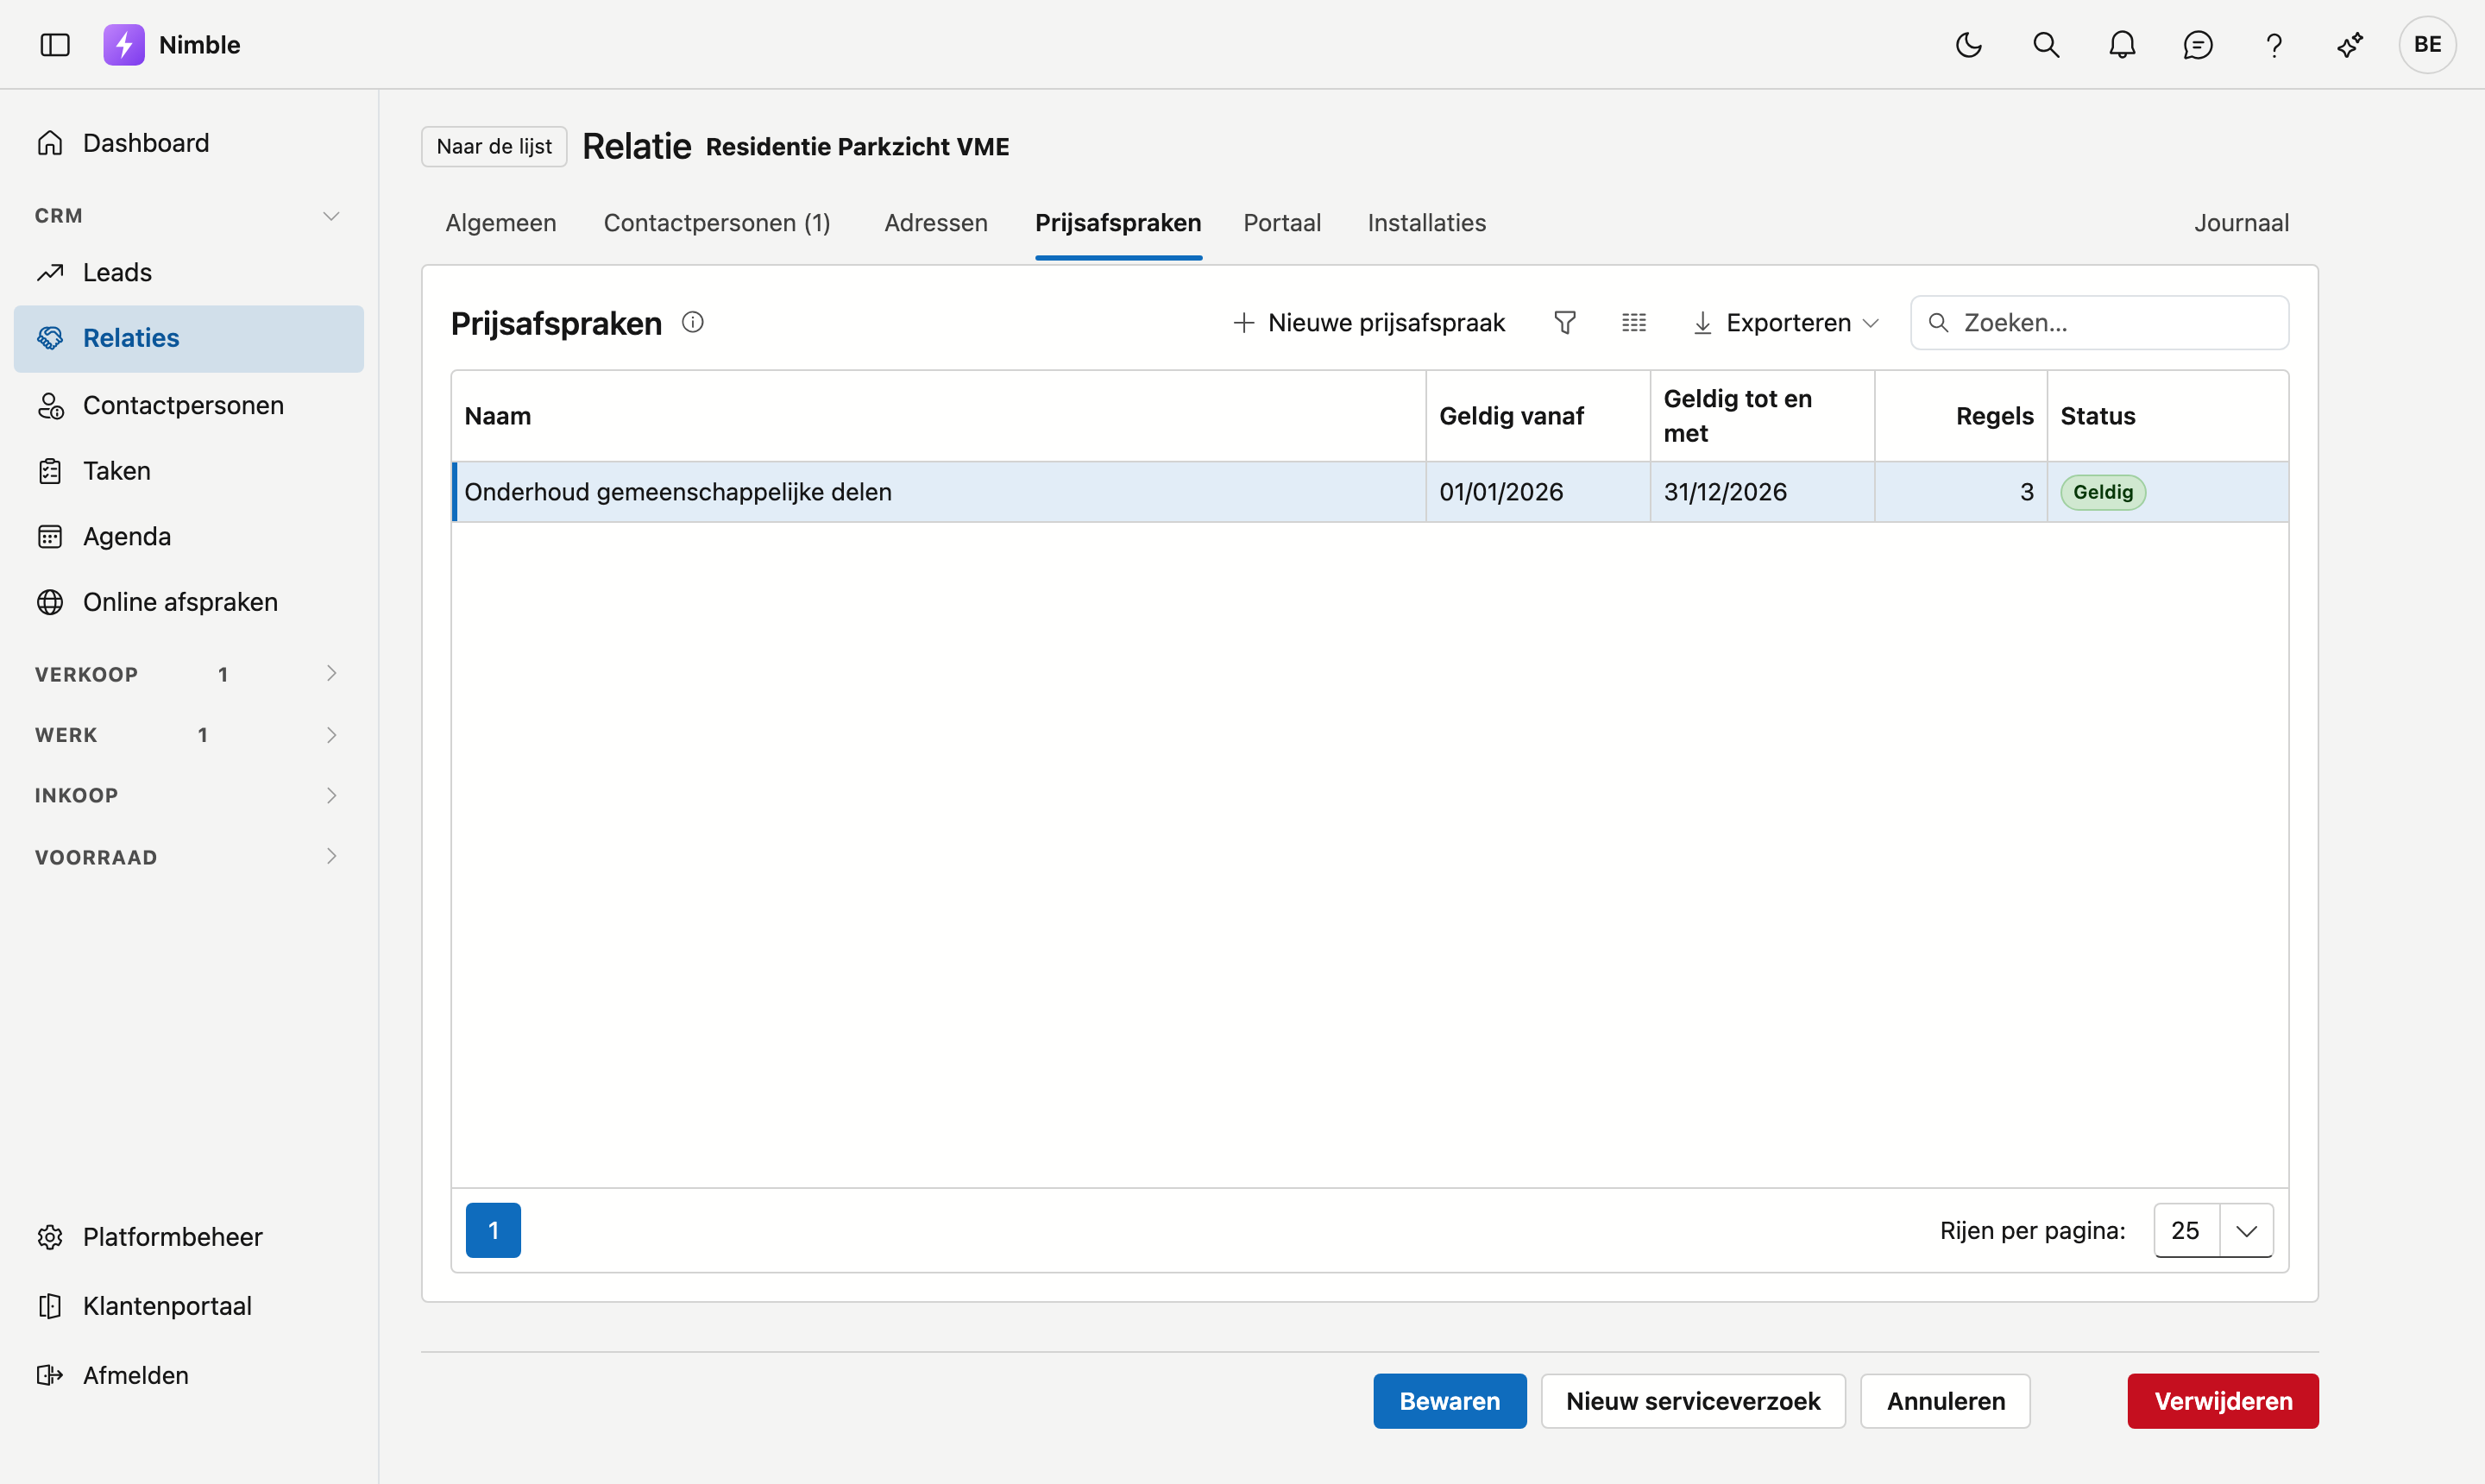 Nimble
BE
Dashboard
CRM
Leads
Relaties
Contactpersonen
Taken
Agenda
Online afspraken
VERKOOP 1
WERK 1
INKOOP
VOORRAAD
Platformbeheer
Klantenportaal
Afmelden
Naar de lijst Relatie Residentie Parkzicht VME
Algemeen Contactpersonen (1) Adressen Prijsafspraken Portaal Installaties Journaal
Prijsafspraken Nieuwe prijsafspraak Exporteren Zoeken...
Naam Geldig vanaf Geldig tot en met Regels Status
Onderhoud gemeenschappelijke delen 01/01/2026 31/12/2026 3 Geldig
1 Rijen per pagina: 25
Bewaren Nieuw serviceverzoek Annuleren Verwijderen